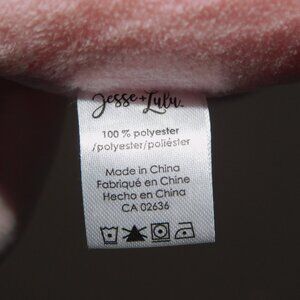 Jesse+Lulu.
100 % polyester
/polyester/poliéster
Made in China
Fabriqué en Chine
Hecho en China
CA 02636